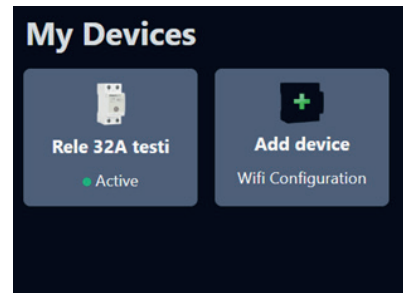 My Devices
Rele 32A testi
Active
Add device
Wifi Configuration